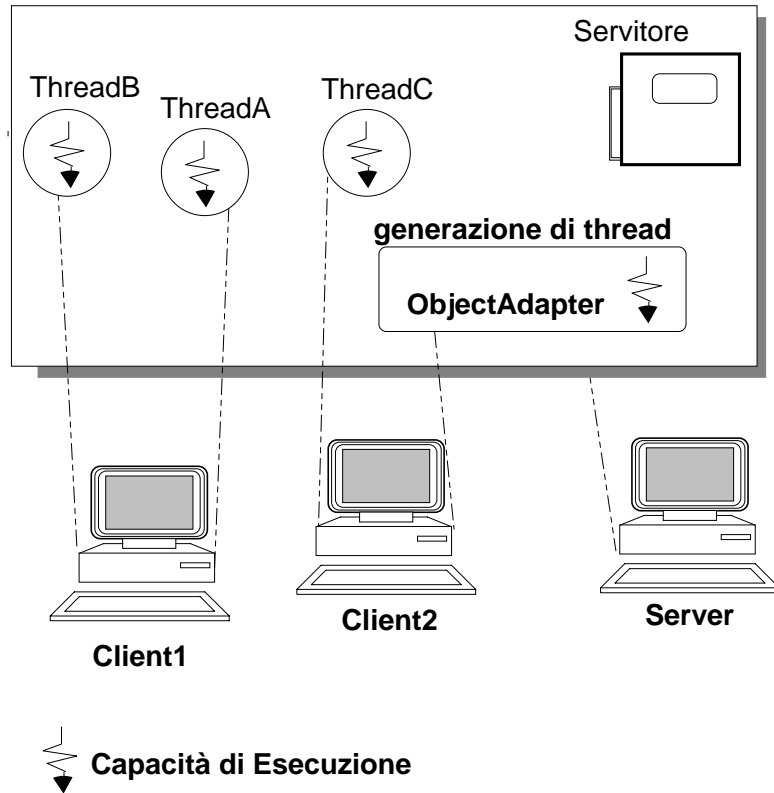 Servitore
ThreadB
ThreadA
ThreadC
generazione di thread
ObjectAdapter
Client1
Client2
Server
Capacità di Esecuzione